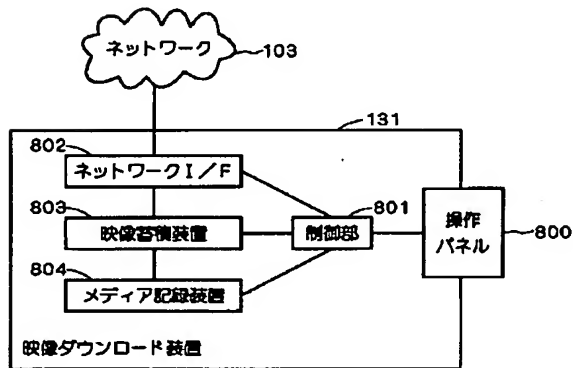 ネットワーク
103
131
802
ネットワークI/F
803
映像蓄積装置
801
制御部
操作
パネル
800
804
メディア記録装置
映像ダウンロード装置